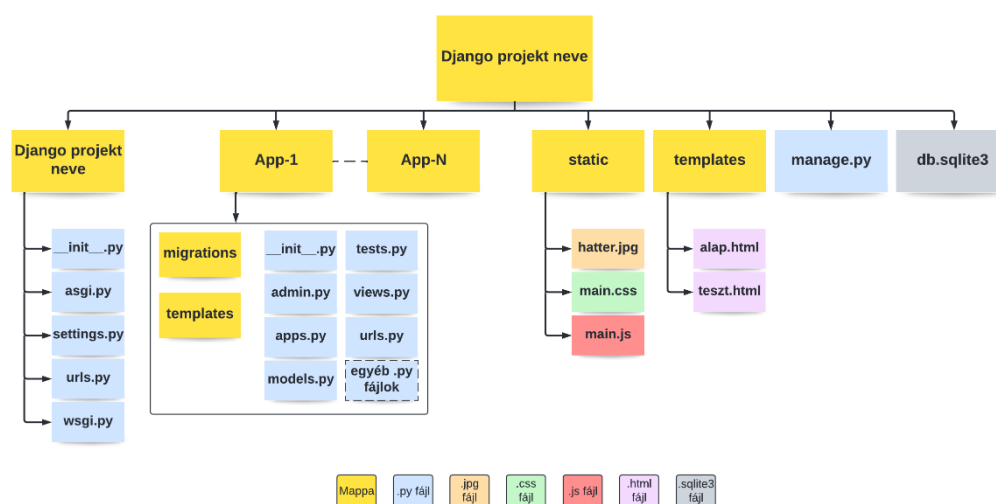 Django projekt neve
Django projekt
neve
App-1
App-N
static
templates
manage.py
db.sqlite3
__init__.py
asgi.py
settings.py
urls.py
wsgi.py
migrations
templates
__init__.py
admin.py
apps.py
models.py
tests.py
views.py
urls.py
egyéb .py
fájlok
hatter.jpg
main.css
main.js
alap.html
teszt.html
Mappa
.py fájl
.jpg
fájl
.css
fájl
.js fájl
.html
fájl
.sqlite3
fájl